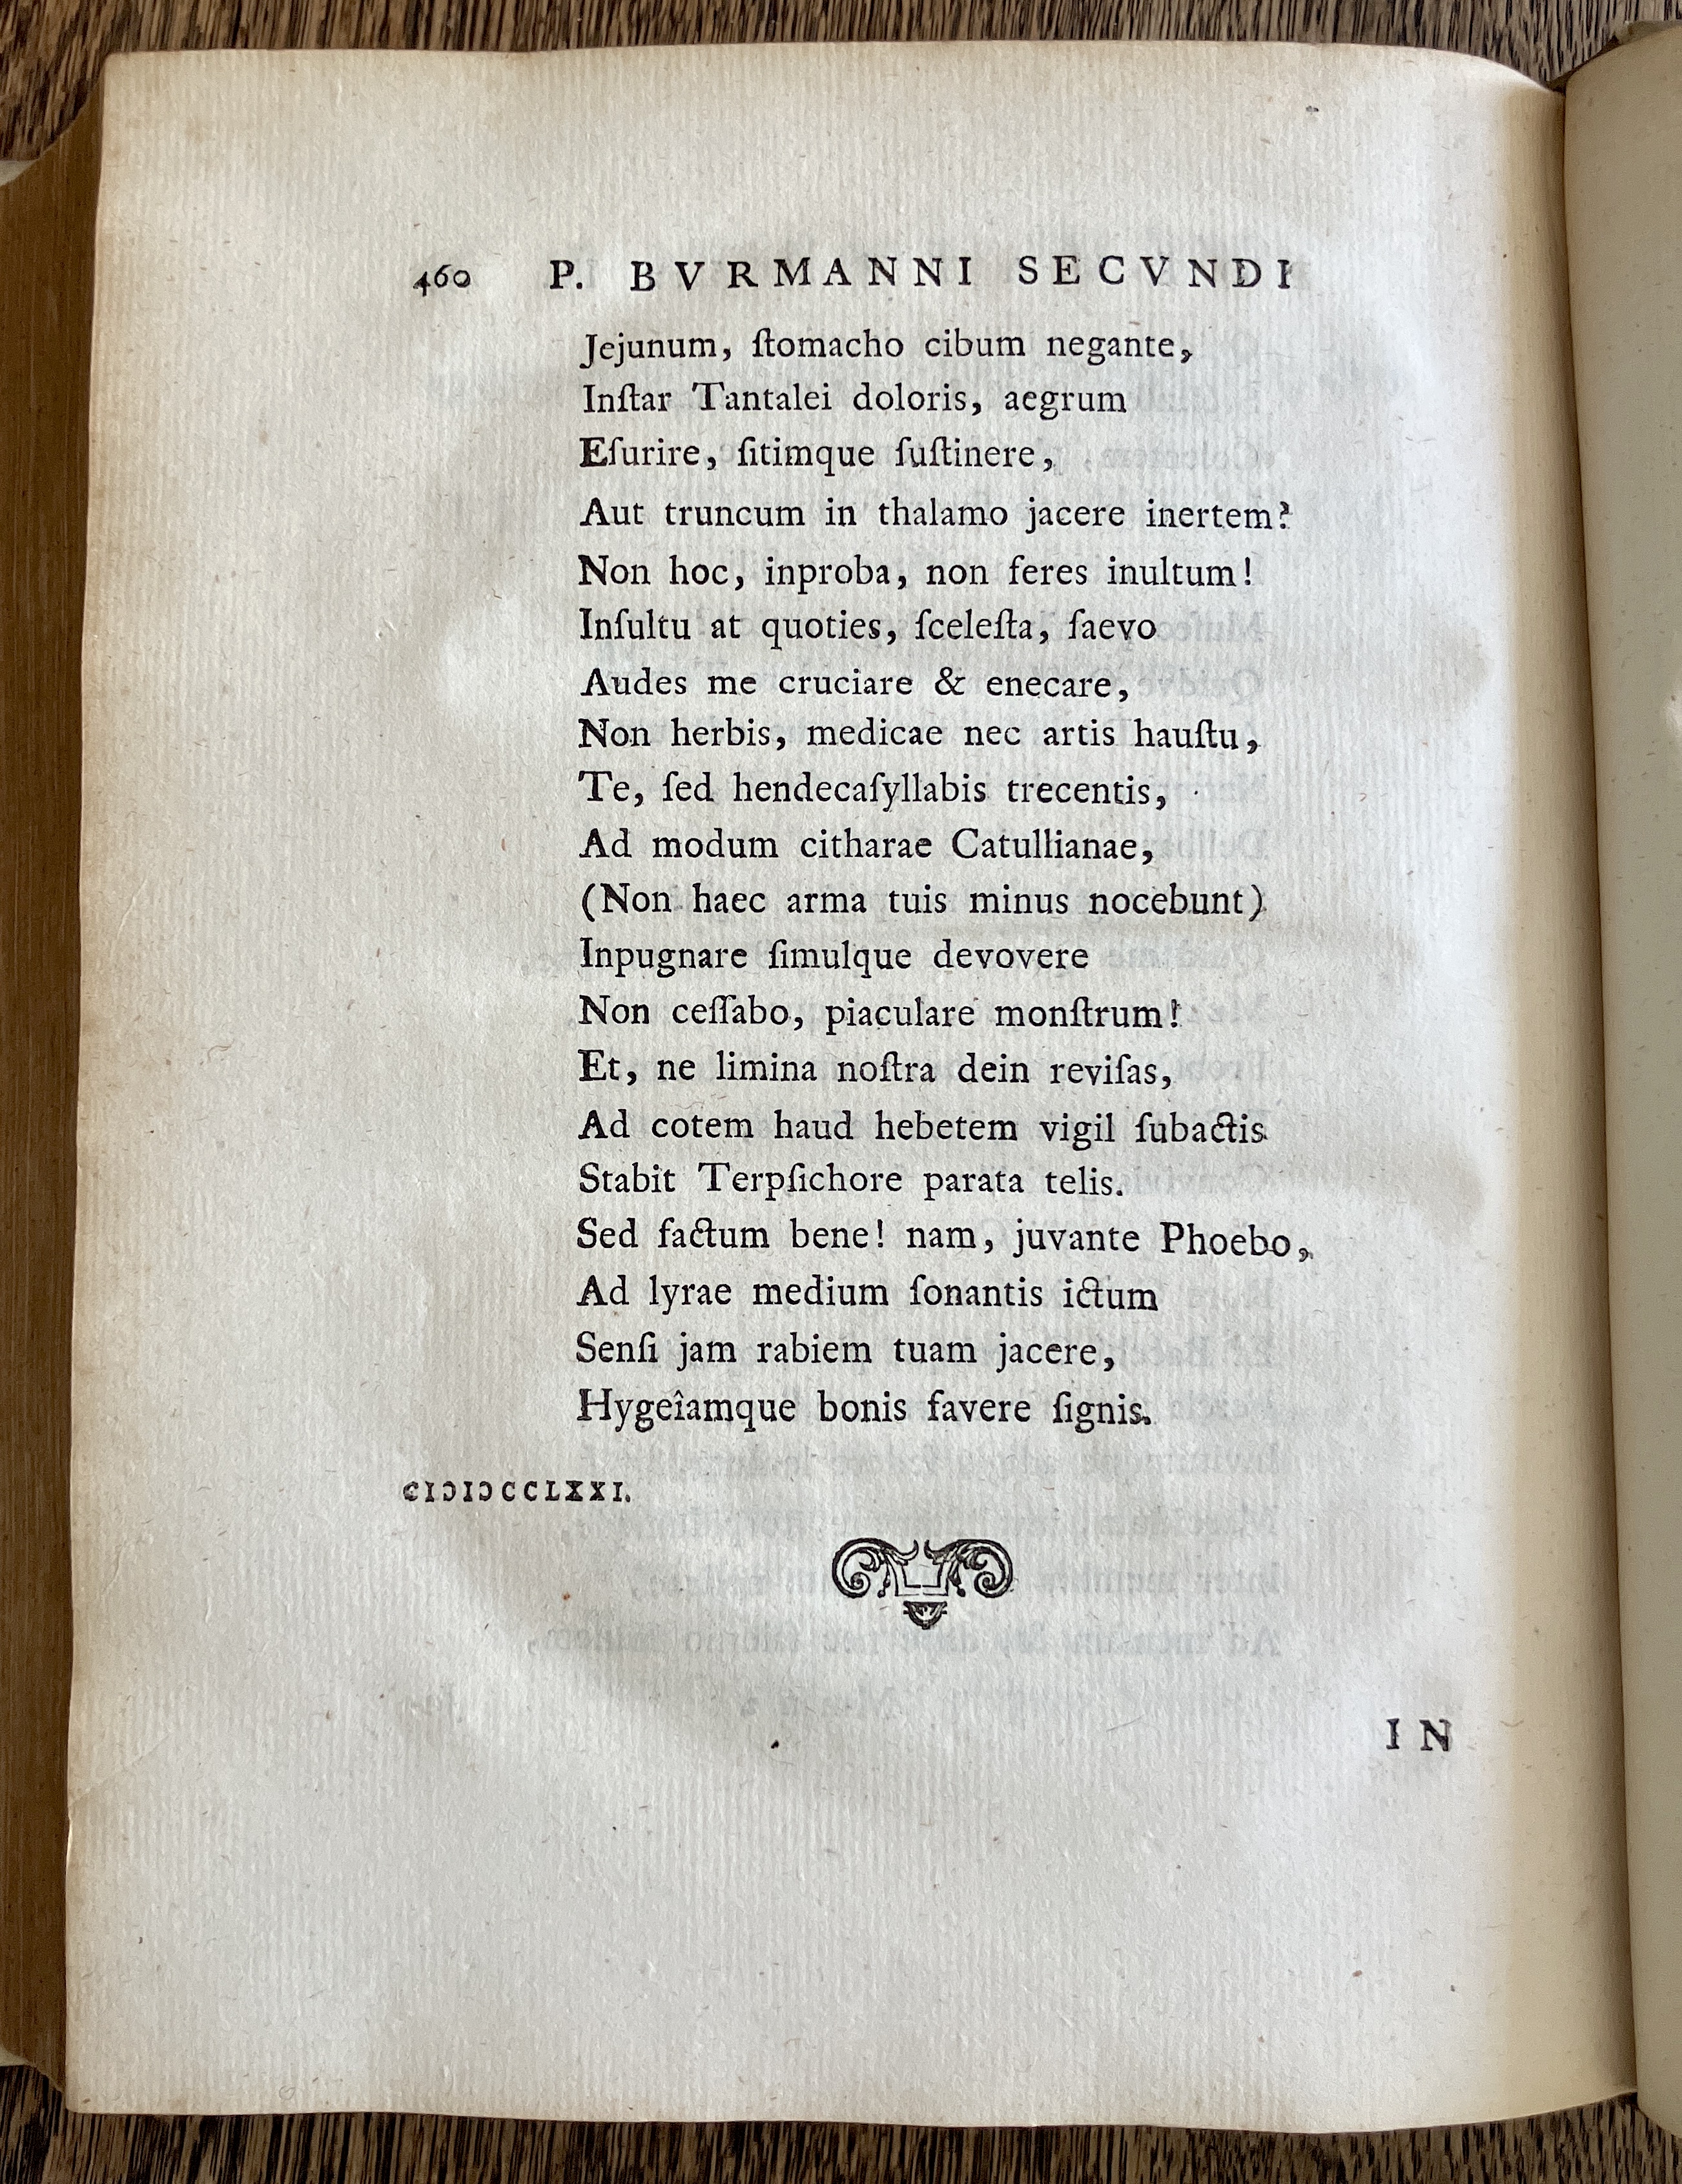 460 P. BVRMANNI SECVNDI
Jejunum, ſtomacho cibum negante,
Inſtar Tantalei doloris, aegrum
Eſurire, ſitimque ſuſtinere,
Aut truncum in thalamo jacere inertem?
Non hoc, inproba, non feres inultum!
Inſultu at quoties, ſceleſta, ſaevo
Audes me cruciare & enecare,
Non herbis, medicae nec artis hauſtu,
Te, ſed hendecaſyllabis trecentis,
Ad modum citharae Catullianae,
(Non haec arma tuis minus nocebunt)
Inpugnare ſimulque devovere
Non ceſſabo, piaculare monſtrum!
Et, ne limina noſtra dein reviſas,
Ad cotem haud hebetem vigil ſubactis
Stabit Terpſichore parata telis.
Sed factum bene! nam, juvante Phoebo,
Ad lyrae medium ſonantis ictum
Senſi jam rabiem tuam jacere,
Hygeîamque bonis favere ſignis.
CIↃIↃCCLXXI.
IN